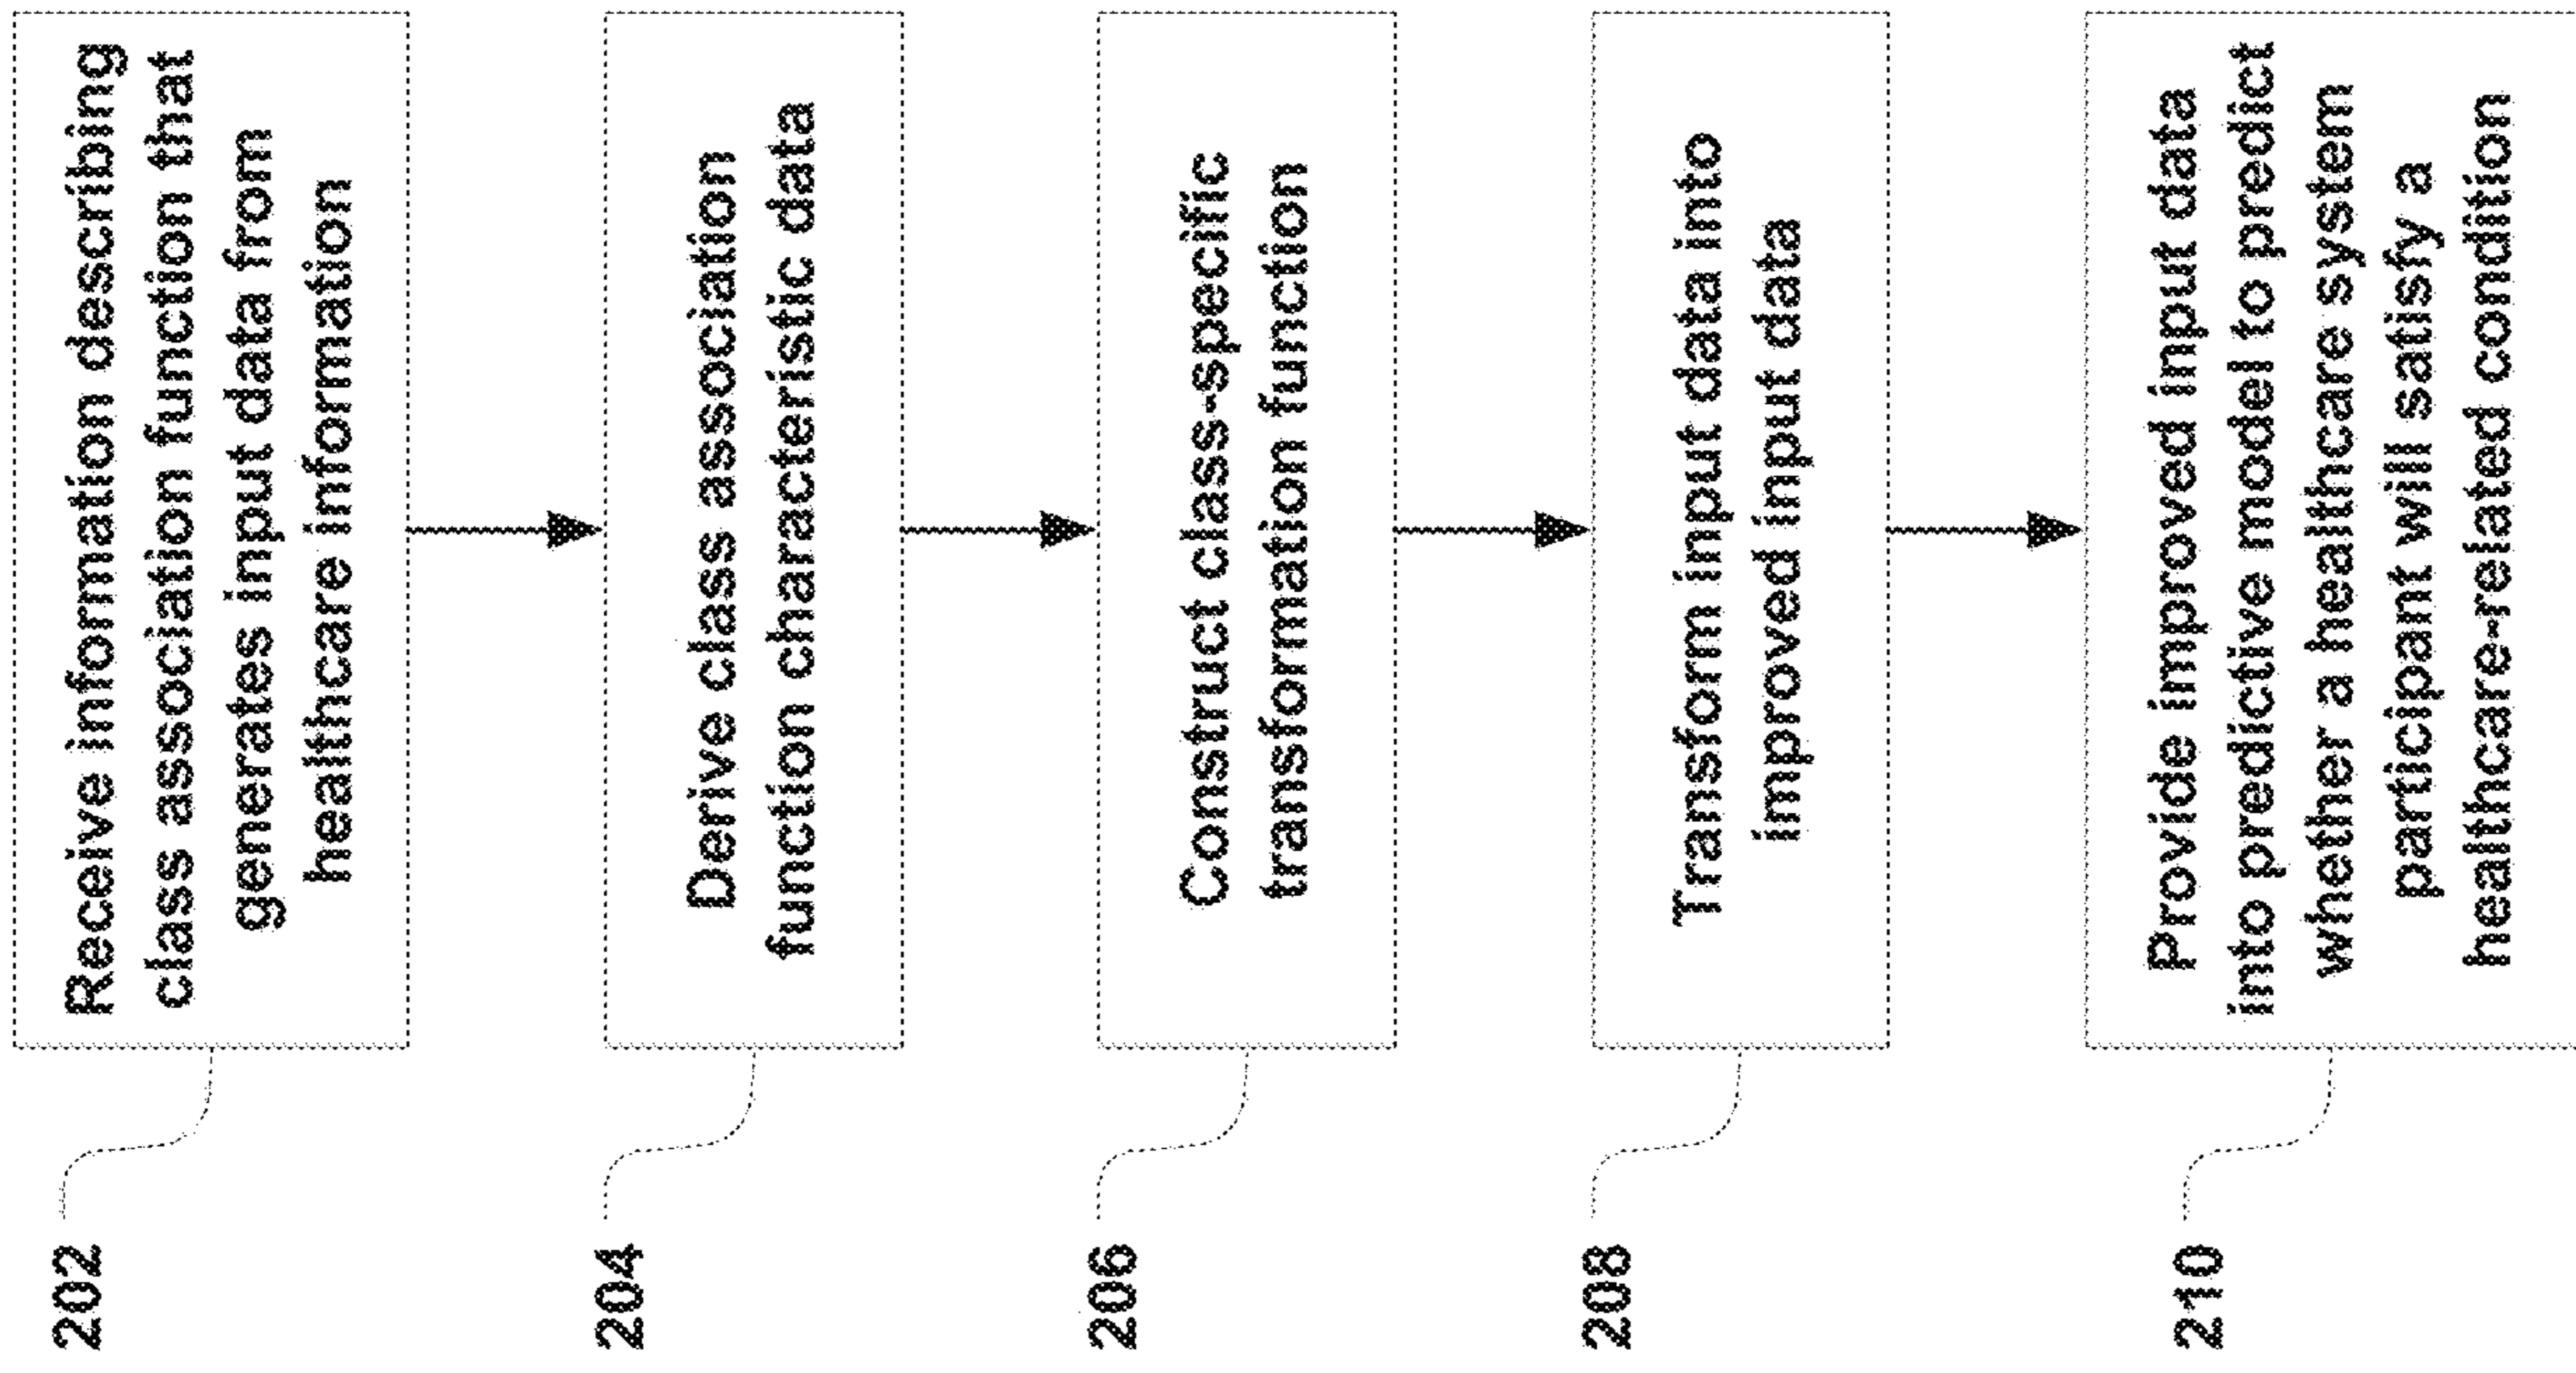 202
Receive information describing
class association function that
generates input data from
healthcare information
204
Derive class association
function characteristic data
206
Construct class-specific
transformation function
208
Transform input data into
improved input data
210
Provide improved input data
into predictive model to predict
whether a healthcare system
participant will satisfy a
healthcare-related condition